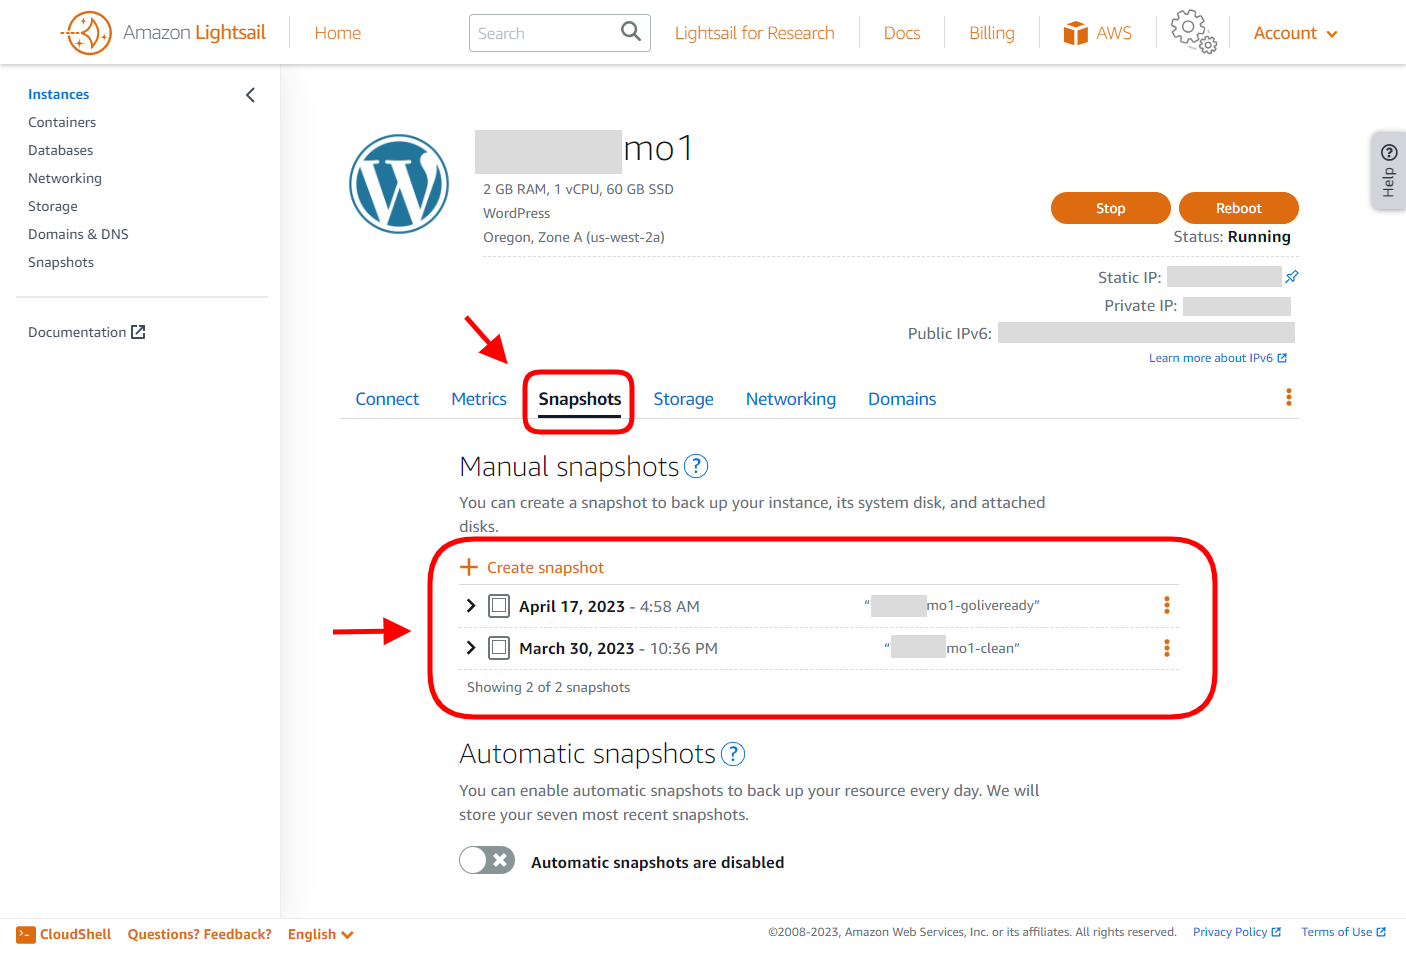 Amazon Lightsail
Home
Search
Lightsail for Research
Docs
Billing
AWS
Account
Instances
Containers
Databases
Networking
Storage
Domains & DNS
Snapshots
Documentation
Help
mo1
2 GB RAM, 1 vCPU, 60 GB SSD
WordPress
Oregon, Zone A (us-west-2a)
Stop
Reboot
Status: Running
Static IP:
Private IP:
Public IPv6:
Learn more about IPv6
Connect
Metrics
Snapshots
Storage
Networking
Domains
Manual snapshots ?
You can create a snapshot to back up your instance, its system disk, and attached
disks.
+ Create snapshot
April 17, 2023 - 4:58 AM
“mo1-goliveready”
March 30, 2023 - 10:36 PM
“mo1-clean”
Showing 2 of 2 snapshots
Automatic snapshots ?
You can enable automatic snapshots to back up your resource every day. We will
store your seven most recent snapshots.
Automatic snapshots are disabled
CloudShell
Questions? Feedback?
English
©2008-2023, Amazon Web Services, Inc. or its affiliates. All rights reserved.
Privacy Policy
Terms of Use